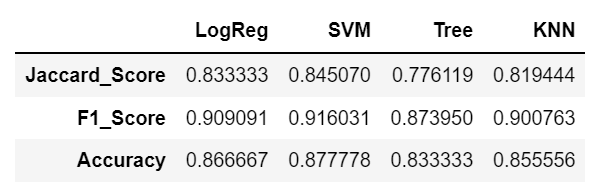 LogReg SVM Tree KNN
Jaccard_Score 0.833333 0.845070 0.776119 0.819444
F1_Score 0.909091 0.916031 0.873950 0.900763
Accuracy 0.866667 0.877778 0.833333 0.855556